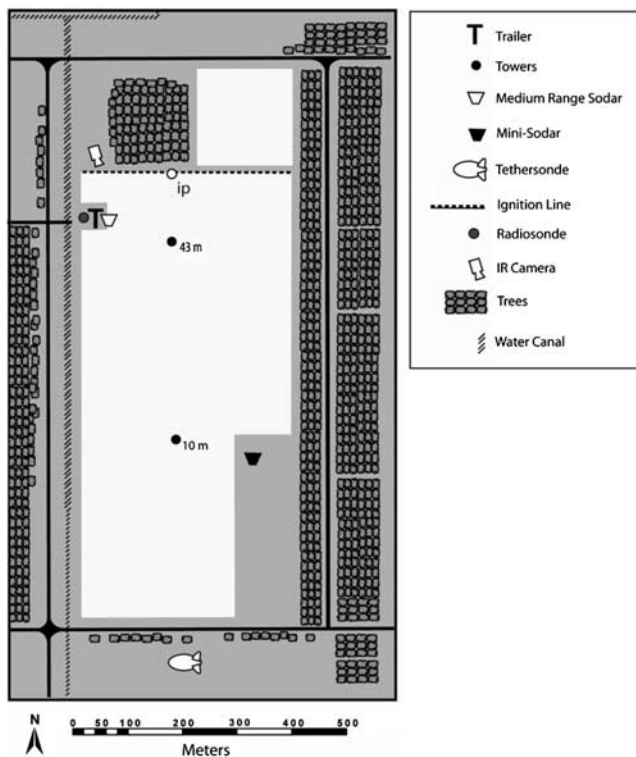 T Trailer
Towers
Medium Range Sodar
Mini-Sodar
Tethersonde
Ignition Line
Radiosonde
IR Camera
Trees
Water Canal
ip
T
43 m
10 m
N
0 50 100 200 300 400 500
Meters